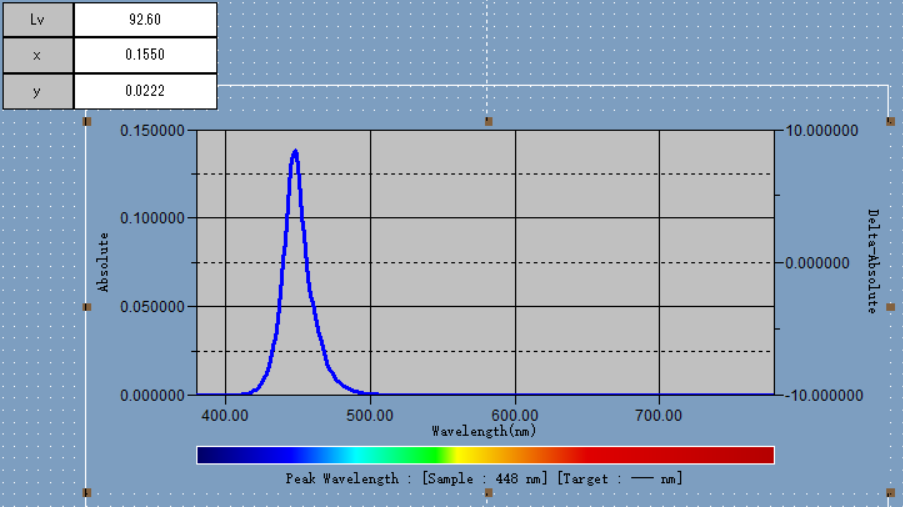 Lv 92.60
x 0.1550
y 0.0222
0.150000 10.000000
0.100000
Absolute
0.000000
Delta-Absolute
0.050000
0.000000 -10.000000
400.00 500.00 600.00 700.00
Wavelength(nm)
Peak Wavelength : [Sample : 448 nm] [Target : ── nm]